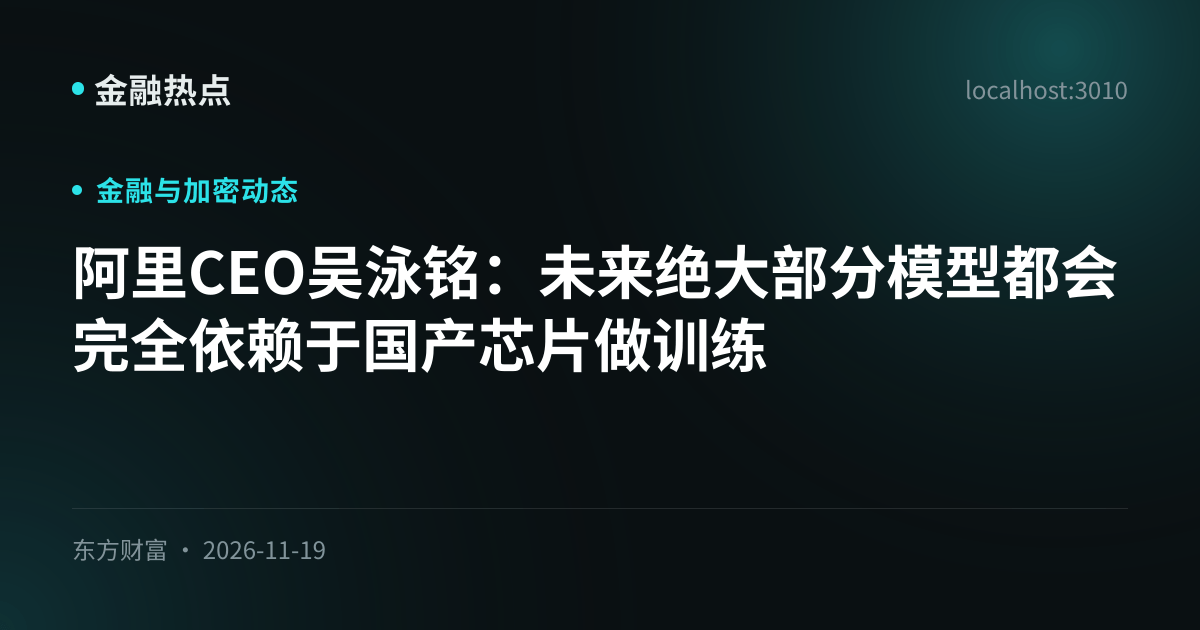 金融热点
localhost:3010
金融与加密动态
阿里CEO吴泳铭：未来绝大部分模型都会
完全依赖于国产芯片做训练
东方财富 · 2026-11-19